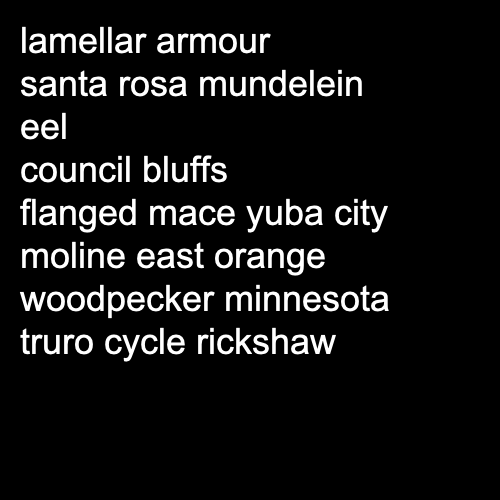 lamellar armour
santa rosa mundelein
eel
council bluffs
flanged mace yuba city
moline east orange
woodpecker minnesota
truro cycle rickshaw